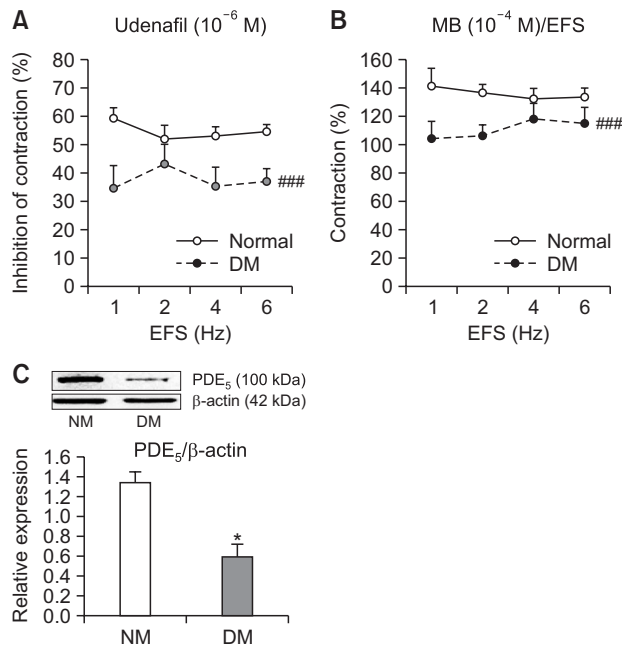 A
Udenafil (10⁻⁶ M)
Inhibition of contraction (%)
80
70
60
50
40
30
20
10
0
###
Normal
DM
1 2 4 6
EFS (Hz)
B
MB (10⁻⁴ M)/EFS
Contraction (%)
160
140
120
100
80
60
40
20
0
###
Normal
DM
1 2 4 6
EFS (Hz)
C
PDE₅ (100 kDa)
β-actin (42 kDa)
NM DM
PDE₅/β-actin
Relative expression
1.6
1.4
1.2
1.0
0.8
0.6
0.4
0.2
0.0
*
NM DM